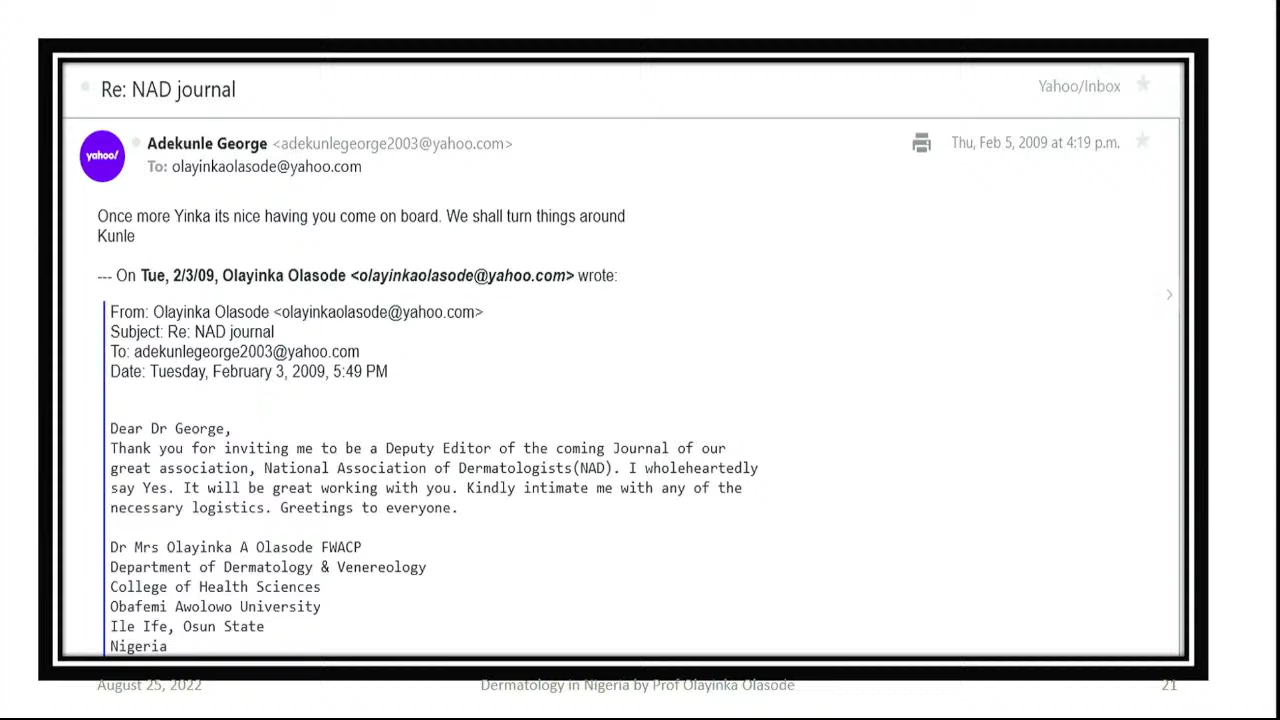 Re: NAD journal
Yahoo/Inbox
yahoo!
Adekunle George <adekunlegeorge2003@yahoo.com>
Thu, Feb 5, 2009 at 4:19 p.m.
To: olayinkaolasode@yahoo.com
Once more Yinka its nice having you come on board. We shall turn things around
Kunle
--- On Tue, 2/3/09, Olayinka Olasode <olayinkaolasode@yahoo.com> wrote:
From: Olayinka Olasode <olayinkaolasode@yahoo.com>
Subject: Re: NAD journal
To: adekunlegeorge2003@yahoo.com
Date: Tuesday, February 3, 2009, 5:49 PM
Dear Dr George,
Thank you for inviting me to be a Deputy Editor of the coming Journal of our
great association, National Association of Dermatologists(NAD). I wholeheartedly
say Yes. It will be great working with you. Kindly intimate me with any of the
necessary logistics. Greetings to everyone.
Dr Mrs Olayinka A Olasode FWACP
Department of Dermatology & Venereology
College of Health Sciences
Obafemi Awolowo University
Ile Ife, Osun State
Nigeria
August 25, 2022
Dermatology in Nigeria by Prof Olayinka Olasode
21